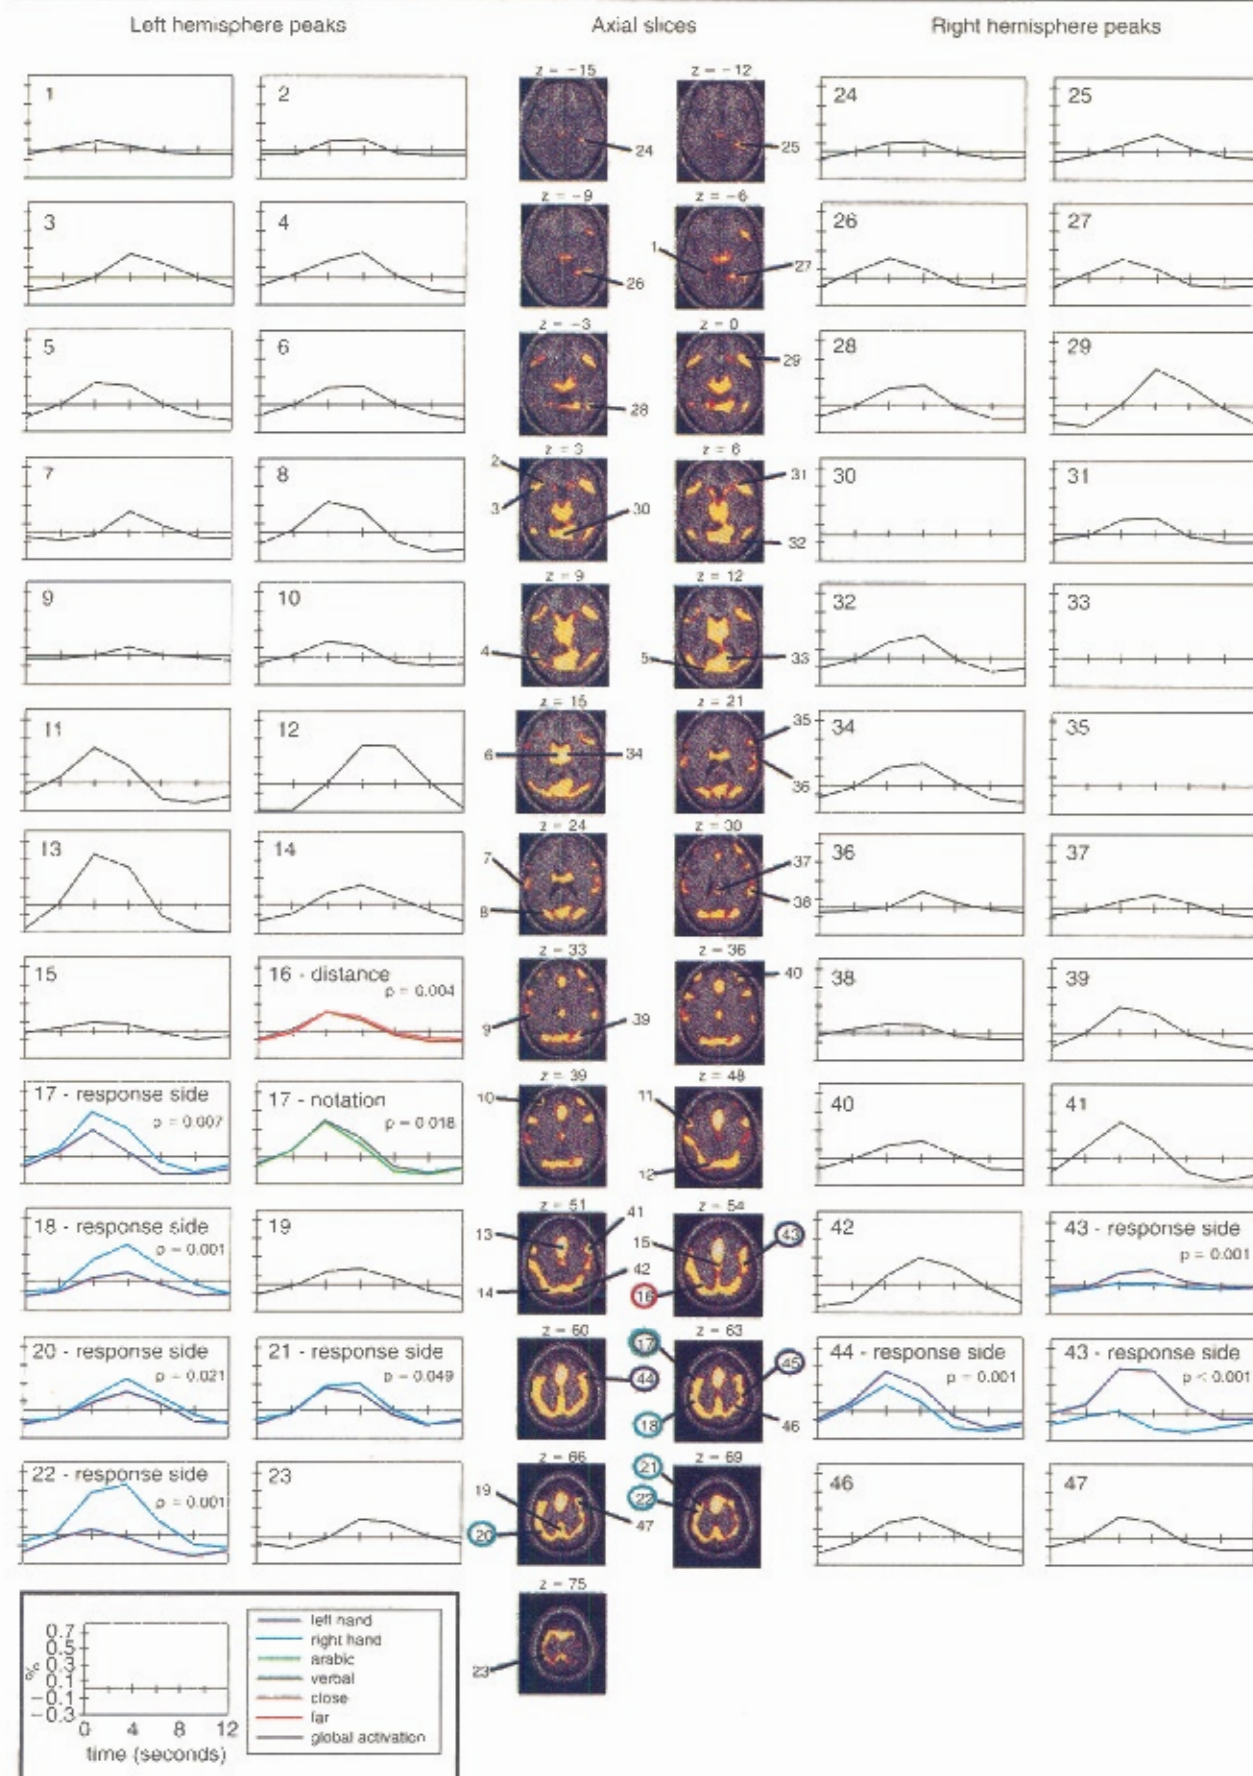 Left hemisphere peaks
Axial slices
Right hemisphere peaks
1
2
z = -15
24
z = -12
25
24
25
3
4
z = -9
26
z = -6
1
27
26
27
5
6
z = -3
28
z = 0
29
28
29
7
8
z = 3
2
3
30
z = 6
31
32
30
31
9
10
z = 9
4
z = 12
5
33
32
33
11
12
z = 15
6
34
z = 21
35
36
34
35
13
14
z = 24
7
8
z = 30
37
38
36
37
15
16 - distance
p = 0.004
z = 33
9
39
z = 36
40
38
39
17 - response side
p = 0.007
17 - notation
p = 0.018
z = 39
10
z = 48
11
12
40
41
18 - response side
p = 0.001
19
z = 51
13
14
41
42
z = 54
15
16
43
42
43 - response side
p = 0.001
20 - response side
p = 0.021
21 - response side
p = 0.049
z = 60
44
z = 63
17
18
45
46
44 - response side
p = 0.001
43 - response side
p < 0.001
22 - response side
p = 0.001
23
z = 66
19
20
47
z = 69
21
22
46
47
z = 75
23
0.7
0.5
0.3
0.1
-0.1
-0.3
%
0 4 8 12
time (seconds)
left hand
right hand
arabic
verbal
close
far
global activation